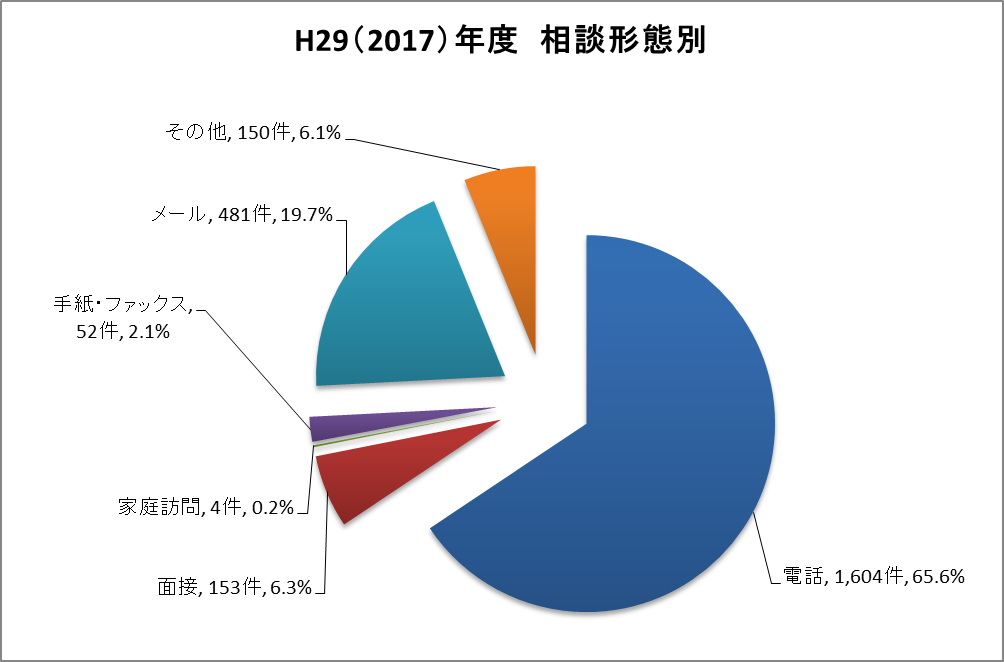 H29（2017）年度　相談形態別
その他, 150件, 6.1%
メール, 481件, 19.7%
手紙・ファックス,
52件, 2.1%
家庭訪問, 4件, 0.2%
面接, 153件, 6.3%
電話, 1,604件, 65.6%